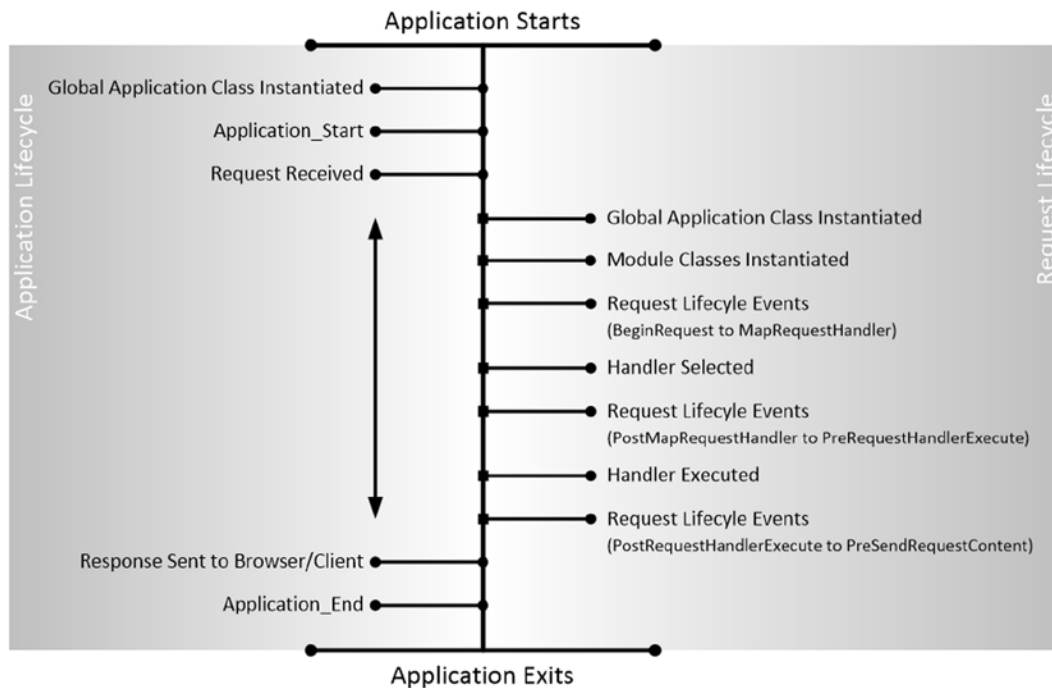 Application Starts
Application Lifecycle
Request Lifecycle
Global Application Class Instantiated
Application_Start
Request Received
Global Application Class Instantiated
Module Classes Instantiated
Request Lifecyle Events
(BeginRequest to MapRequestHandler)
Handler Selected
Request Lifecyle Events
(PostMapRequestHandler to PreRequestHandlerExecute)
Handler Executed
Request Lifecyle Events
(PostRequestHandlerExecute to PreSendRequestContent)
Response Sent to Browser/Client
Application_End
Application Exits